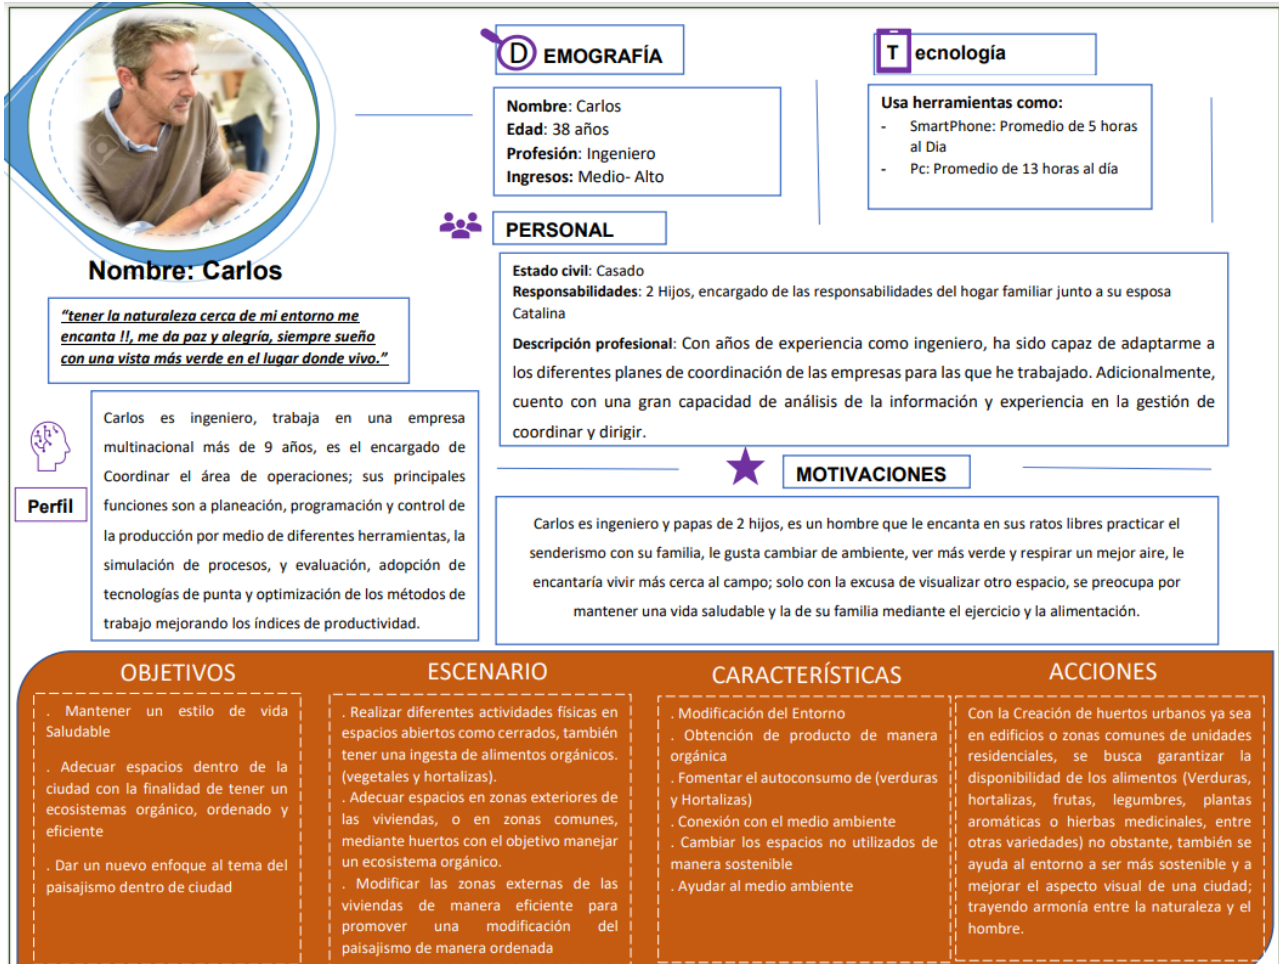 DEMOGRAFÍA
Nombre: Carlos
Edad: 38 años
Profesión: Ingeniero
Ingresos: Medio- Alto
Tecnología
Usa herramientas como:
- SmartPhone: Promedio de 5 horas
al Dia
- Pc: Promedio de 13 horas al día
Nombre: Carlos
“tener la naturaleza cerca de mi entorno me
encanta !!, me da paz y alegría, siempre sueño
con una vista más verde en el lugar donde vivo.”
PERSONAL
Estado civil: Casado
Responsabilidades: 2 Hijos, encargado de las responsabilidades del hogar familiar junto a su esposa
Catalina
Descripción profesional: Con años de experiencia como ingeniero, ha sido capaz de adaptarme a
los diferentes planes de coordinación de las empresas para las que he trabajado. Adicionalmente,
cuento con una gran capacidad de análisis de la información y experiencia en la gestión de
coordinar y dirigir.
Perfil
Carlos es ingeniero, trabaja en una empresa
multinacional más de 9 años, es el encargado de
Coordinar el área de operaciones; sus principales
funciones son a planeación, programación y control de
la producción por medio de diferentes herramientas, la
simulación de procesos, y evaluación, adopción de
tecnologías de punta y optimización de los métodos de
trabajo mejorando los índices de productividad.
MOTIVACIONES
Carlos es ingeniero y papas de 2 hijos, es un hombre que le encanta en sus ratos libres practicar el
senderismo con su familia, le gusta cambiar de ambiente, ver más verde y respirar un mejor aire, le
encantaría vivir más cerca al campo; solo con la excusa de visualizar otro espacio, se preocupa por
mantener una vida saludable y la de su familia mediante el ejercicio y la alimentación.
OBJETIVOS
. Mantener un estilo de vida
Saludable
. Adecuar espacios dentro de la
ciudad con la finalidad de tener un
ecosistemas orgánico, ordenado y
eficiente
. Dar un nuevo enfoque al tema del
paisajismo dentro de ciudad
ESCENARIO
. Realizar diferentes actividades físicas en
espacios abiertos como cerrados, también
tener una ingesta de alimentos orgánicos.
(vegetales y hortalizas).
. Adecuar espacios en zonas exteriores de
las viviendas, o en zonas comunes,
mediante huertos con el objetivo manejar
un ecosistema orgánico.
. Modificar las zonas externas de las
viviendas de manera eficiente para
promover una modificación del
paisajismo de manera ordenada
CARACTERÍSTICAS
. Modificación del Entorno
. Obtención de producto de manera
orgánica
. Fomentar el autoconsumo de (verduras
y Hortalizas)
. Conexión con el medio ambiente
. Cambiar los espacios no utilizados de
manera sostenible
. Ayudar al medio ambiente
ACCIONES
Con la Creación de huertos urbanos ya sea
en edificios o zonas comunes de unidades
residenciales, se busca garantizar la
disponibilidad de los alimentos (Verduras,
hortalizas, frutas, legumbres, plantas
aromáticas o hierbas medicinales, entre
otras variedades) no obstante, también se
ayuda al entorno a ser más sostenible y a
mejorar el aspecto visual de una ciudad;
trayendo armonía entre la naturaleza y el
hombre.